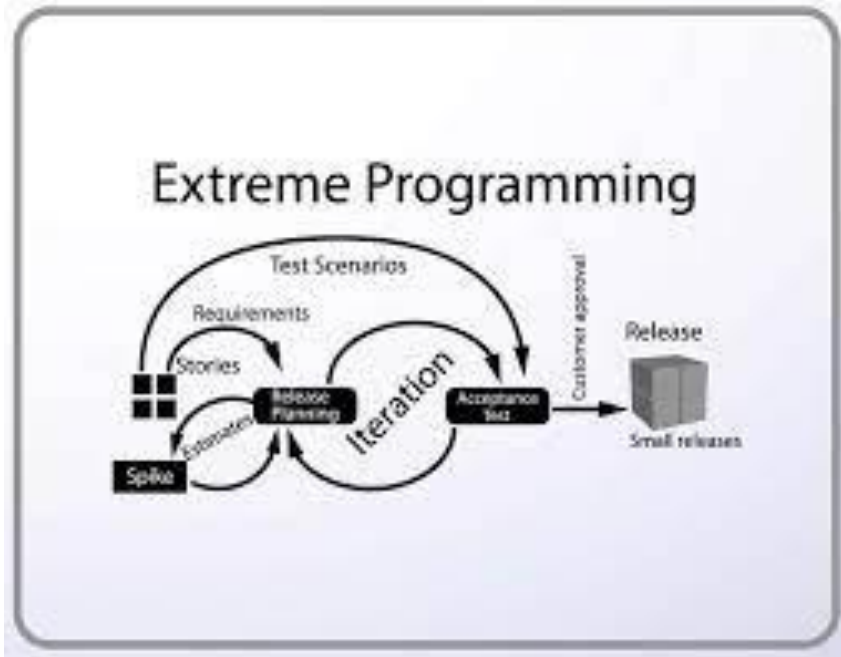 Extreme Programming
Test Scenarios
Requirements
Stories
Release
Planning
Estimates
Spike
Iteration
Acceptance
Test
Customer approval
Release
Small releases